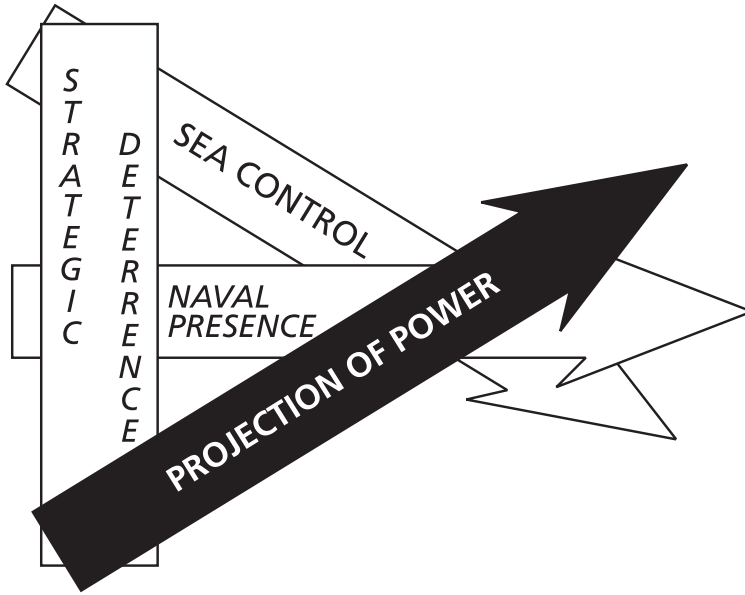 STRATEGIC
DETERRENCE
SEA CONTROL
NAVAL
PRESENCE
PROJECTION OF POWER